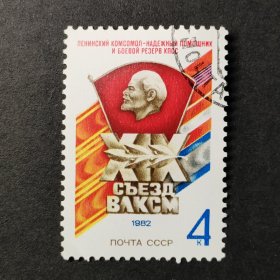 ЛЕНИНСКИЙ КОМСОМОЛ-НАДЕЖНЫЙ ПОМОЩНИК
И БОЕВОЙ РЕЗЕРВ КПСС
XIX
СЪЕЗД
ВЛКСМ
1982
4
К
ПОЧТА СССР